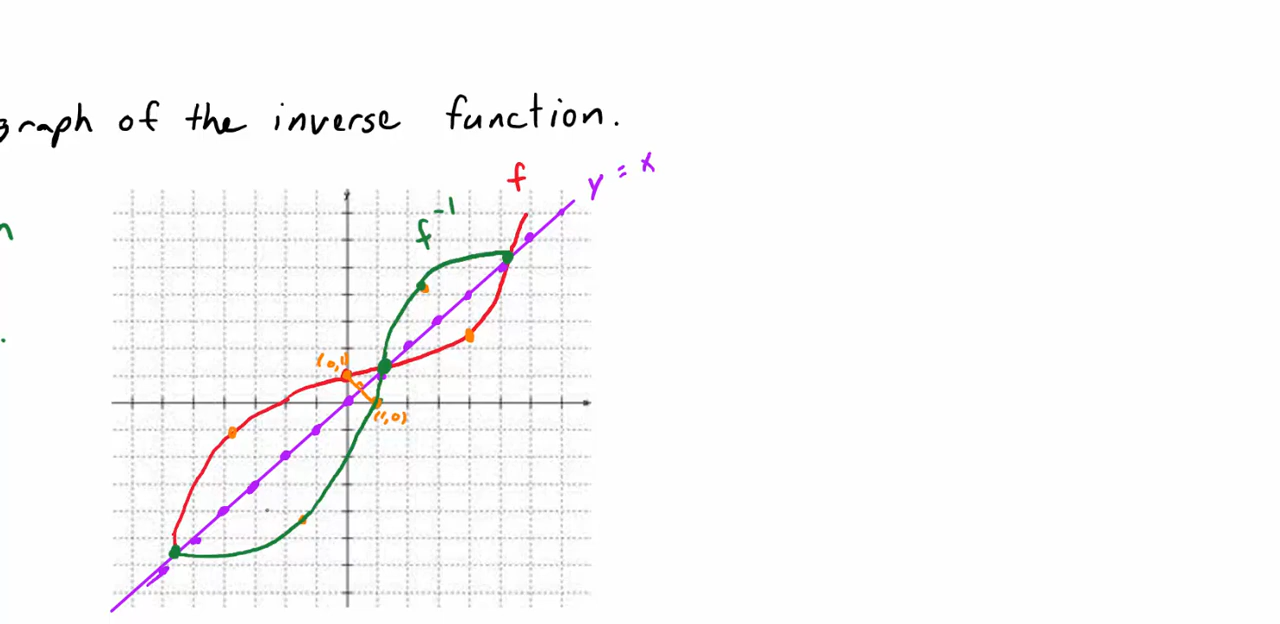 graph of the inverse function.
f
y = x
f⁻¹
n
(0,1)
(1,0)
y